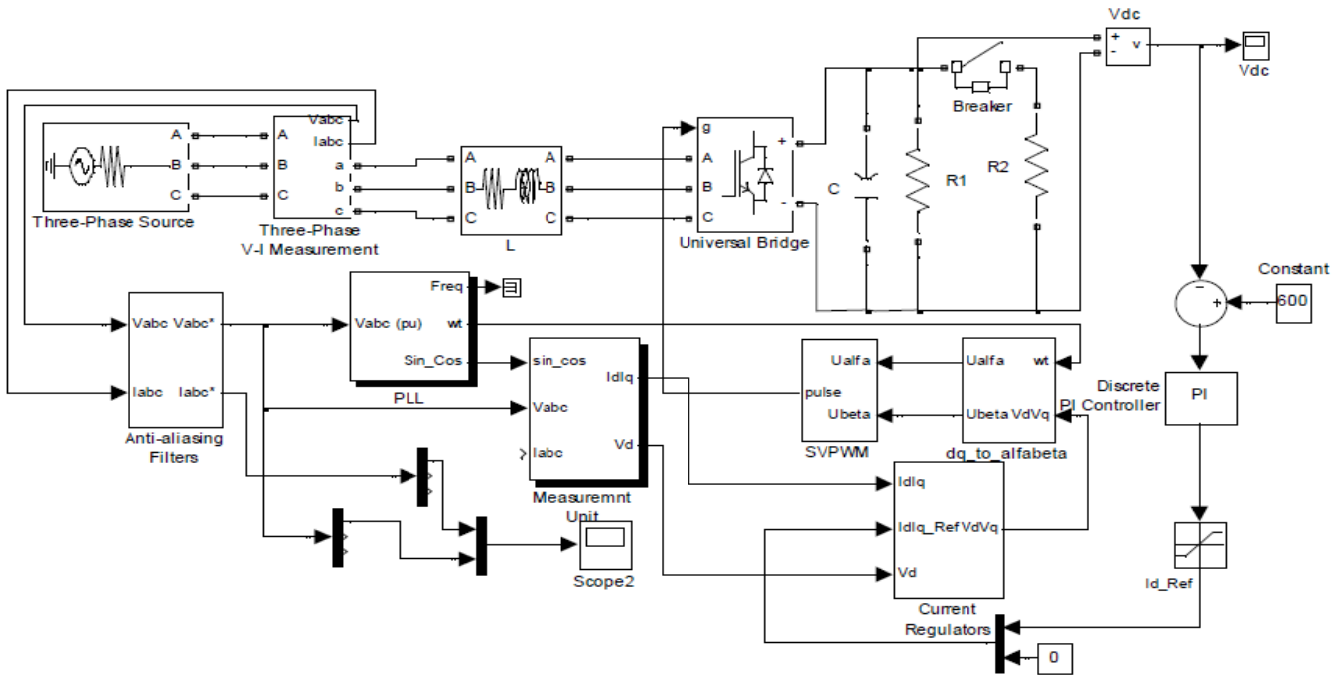 Vdc
+
-
v
Vdc
Breaker
R1
R2
C
Vabc
Iabc
A
B
C
A
B
C
a
b
c
Three-Phase Source
Three-Phase
V-I Measurement
A
B
C
A
B
C
L
g
A
B
C
+
-
Universal Bridge
Constant
600
-
+
Discrete
PI Controller
PI
Id_Ref
Vabc Vabc*
Iabc Iabc*
Anti-aliasing
Filters
Vabc (pu)
Freq
wt
Sin_Cos
PLL
sin_cos
Vabc
Iabc
IdIq
Vd
Measuremnt
Unit
Ualfa
pulse
Ubeta
SVPWM
Ualfa wt
Ubeta VdVq
dq_to_alfabeta
IdIq
IdIq_Ref VdVq
Vd
Current
Regulators
0
Scope2